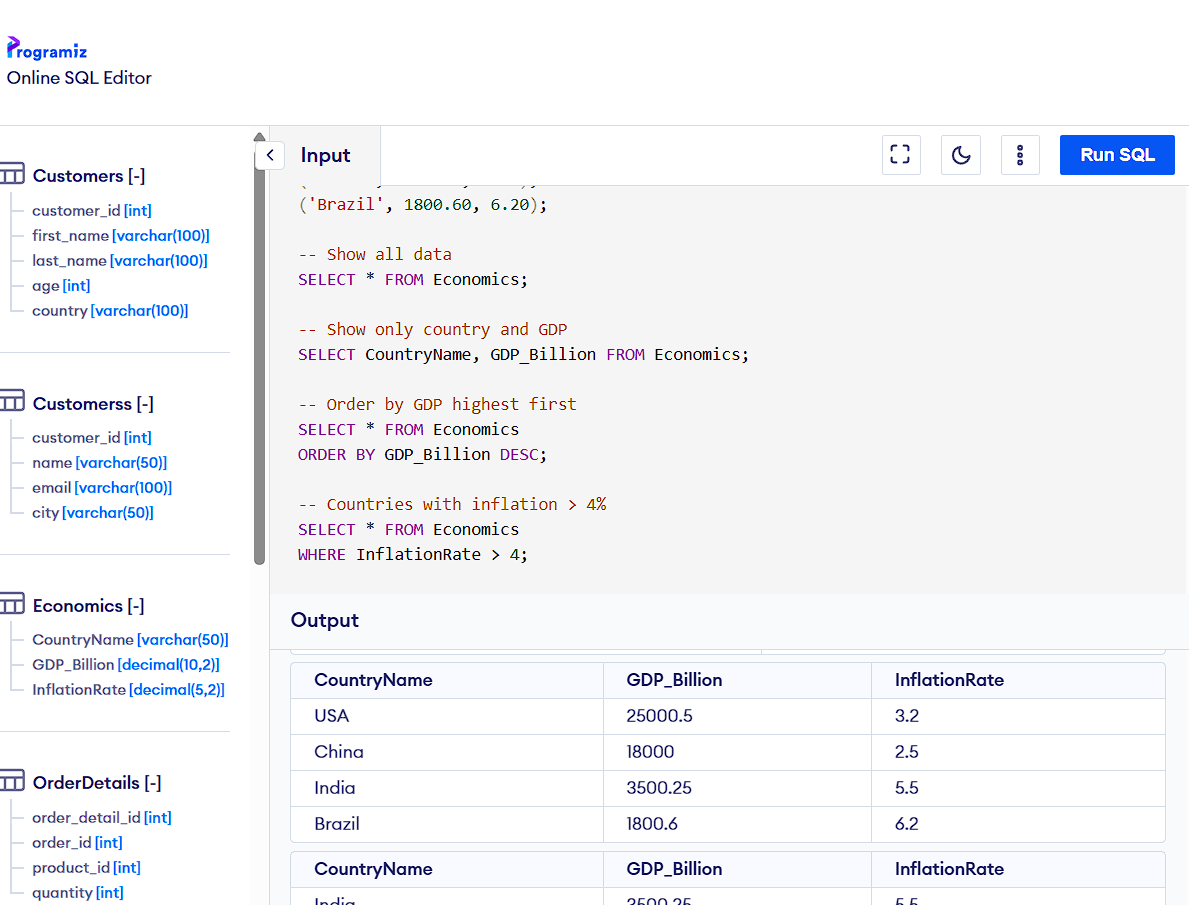 Programiz
Online SQL Editor
Customers [-]
customer_id [int]
first_name [varchar(100)]
last_name [varchar(100)]
age [int]
country [varchar(100)]
Customerss [-]
customer_id [int]
name [varchar(50)]
email [varchar(100)]
city [varchar(50)]
Economics [-]
CountryName [varchar(50)]
GDP_Billion [decimal(10,2)]
InflationRate [decimal(5,2)]
OrderDetails [-]
order_detail_id [int]
order_id [int]
product_id [int]
quantity [int]
Input
Run SQL
('Brazil', 1800.60, 6.20);
-- Show all data
SELECT * FROM Economics;
-- Show only country and GDP
SELECT CountryName, GDP_Billion FROM Economics;
-- Order by GDP highest first
SELECT * FROM Economics
ORDER BY GDP_Billion DESC;
-- Countries with inflation > 4%
SELECT * FROM Economics
WHERE InflationRate > 4;
Output
CountryName GDP_Billion InflationRate
USA 25000.5 3.2
China 18000 2.5
India 3500.25 5.5
Brazil 1800.6 6.2
CountryName GDP_Billion InflationRate
India 3500.25 5.5